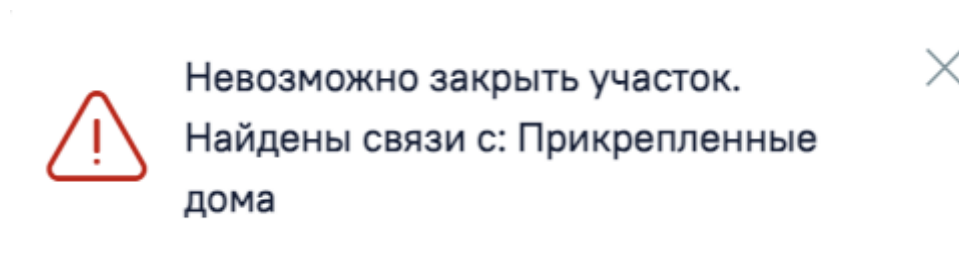 Невозможно закрыть участок.
Найдены связи с: Прикрепленные
дома